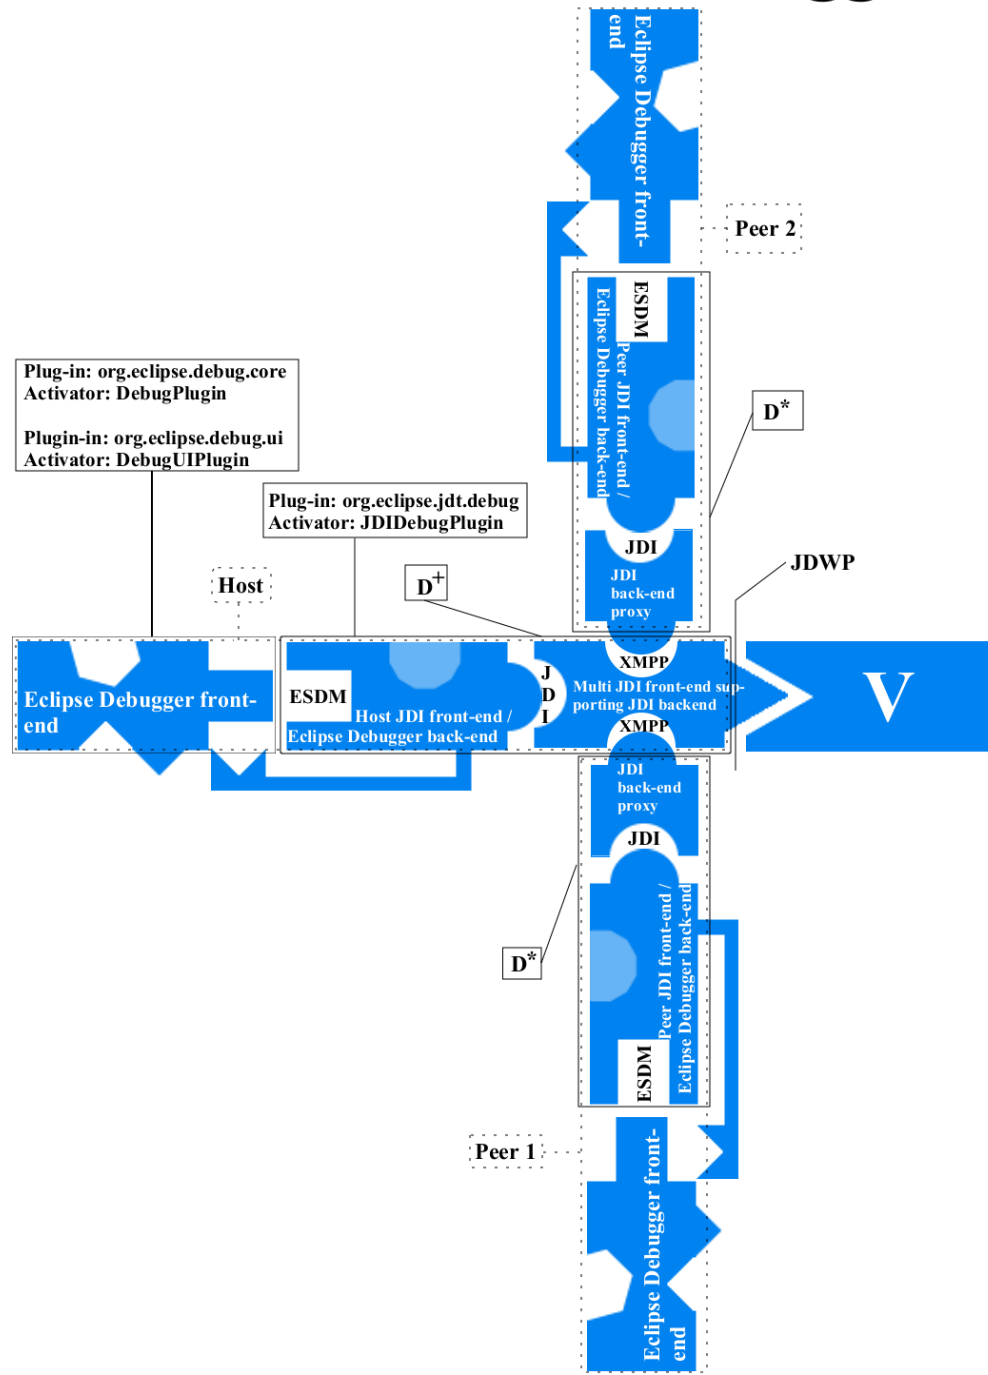 Eclipse Debugger front-
end
Peer 2
ESDM
Peer JDI front-end /
Eclipse Debugger back-end
Plug-in: org.eclipse.debug.core
Activator: DebugPlugin
Plugin-in: org.eclipse.debug.ui
Activator: DebugUIPlugin
D*
Plug-in: org.eclipse.jdt.debug
Activator: JDIDebugPlugin
JDI
JDWP
Host
D+
JDI
back-end
proxy
XMPP
Eclipse Debugger front-
end
ESDM
Host JDI front-end /
Eclipse Debugger back-end
J
D
I
Multi JDI front-end sup-
porting JDI backend
V
XMPP
JDI
back-end
proxy
JDI
D*
Peer JDI front-end /
Eclipse Debugger back-end
ESDM
Peer 1
Eclipse Debugger front-
end